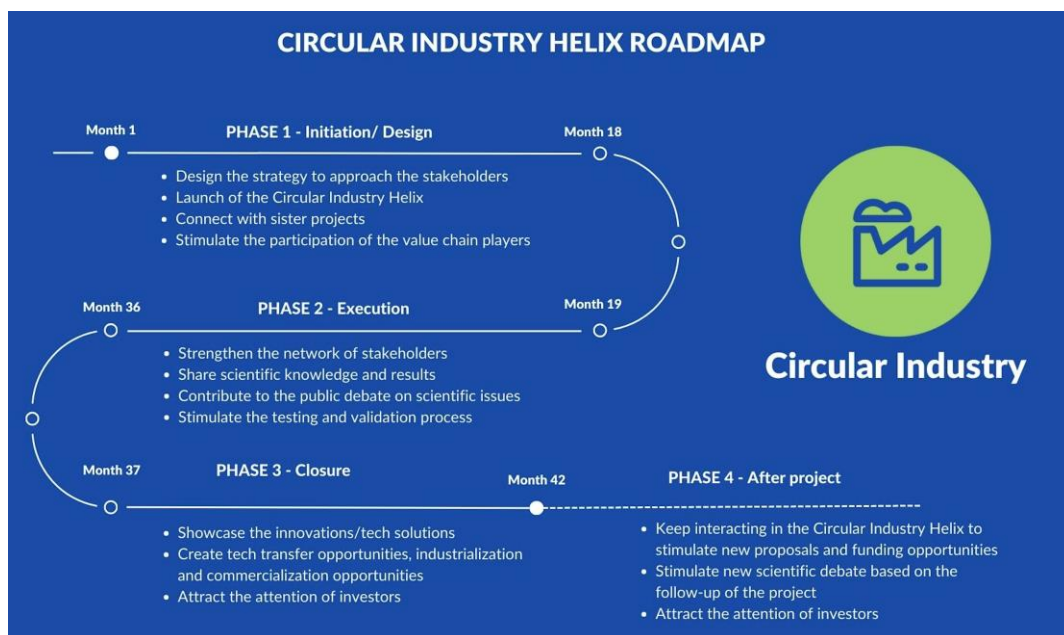 CIRCULAR INDUSTRY HELIX ROADMAP
Month 1
PHASE 1 - Initiation/ Design
Month 18
• Design the strategy to approach the stakeholders
• Launch of the Circular Industry Helix
• Connect with sister projects
• Stimulate the participation of the value chain players
Month 36
PHASE 2 - Execution
Month 19
• Strengthen the network of stakeholders
• Share scientific knowledge and results
• Contribute to the public debate on scientific issues
• Stimulate the testing and validation process
Circular Industry
Month 37
PHASE 3 - Closure
Month 42
• Showcase the innovations/tech solutions
• Create tech transfer opportunities, industrialization
and commercialization opportunities
• Attract the attention of investors
PHASE 4 - After project
• Keep interacting in the Circular Industry Helix to
stimulate new proposals and funding opportunities
• Stimulate new scientific debate based on the
follow-up of the project
• Attract the attention of investors